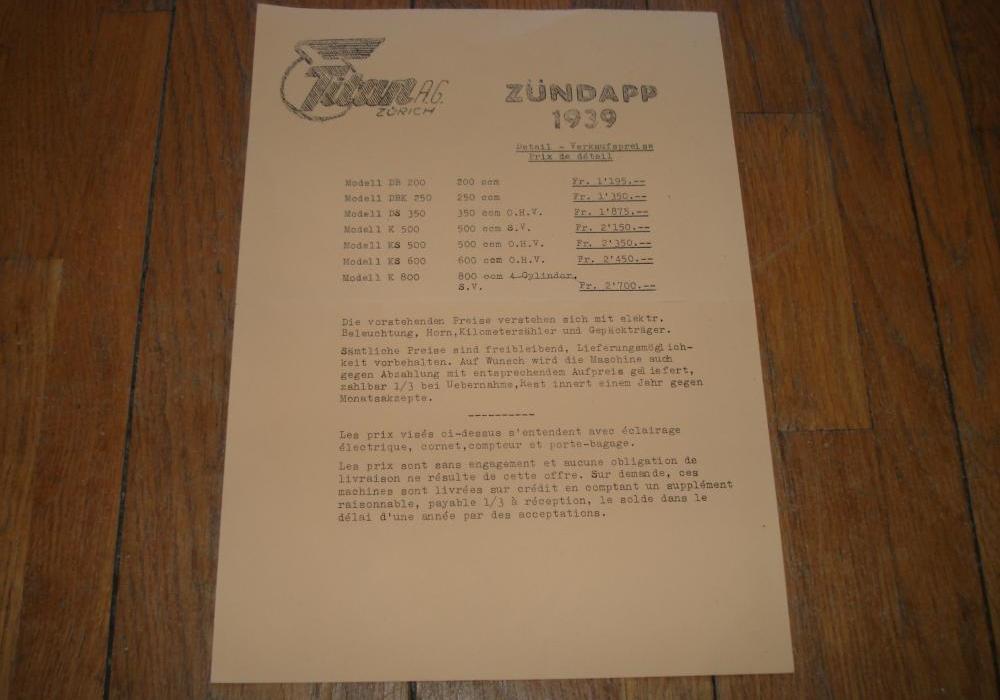 Titan A.G.
ZÜRICH
ZÜNDAPP
1939
Detail - Verkaufspreise
Prix de détail
Modell DB 200 200 ccm Fr. 1'195.--
Modell DBK 250 250 ccm Fr. 1'350.--
Modell DS 350 350 ccm O.H.V. Fr. 1'875.--
Modell K 500 500 ccm S.V. Fr. 2'150.--
Modell KS 500 500 ccm O.H.V. Fr. 2'350.--
Modell KS 600 600 ccm O.H.V. Fr. 2'450.--
Modell K 800 800 ccm 4-Cylinder,
S.V. Fr. 2'700.--
Die vorstehenden Preise verstehen sich mit elektr.
Beleuchtung, Horn,Kilometerzähler und Gepäckträger.
Sämtliche Preise sind freibleibend, Lieferungsmöglich-
keit vorbehalten. Auf Wunsch wird die Maschine auch
gegen Abzahlung mit entsprechendem Aufpreis geliefert,
zahlbar 1/3 bei Uebernahme,Rest innert einem Jahr gegen
Monatsakzepte.
----------
Les prix visés ci-dessus s'entendent avec éclairage
électrique, cornet,compteur et porte-bagage.
Les prix sont sans engagement et aucune obligation de
livraison ne résulte de cette offre. Sur demande, ces
machines sont livrées sur crédit en comptant un supplément
raisonnable, payable 1/3 à réception, le solde dans le
délai d'une année par des acceptations.